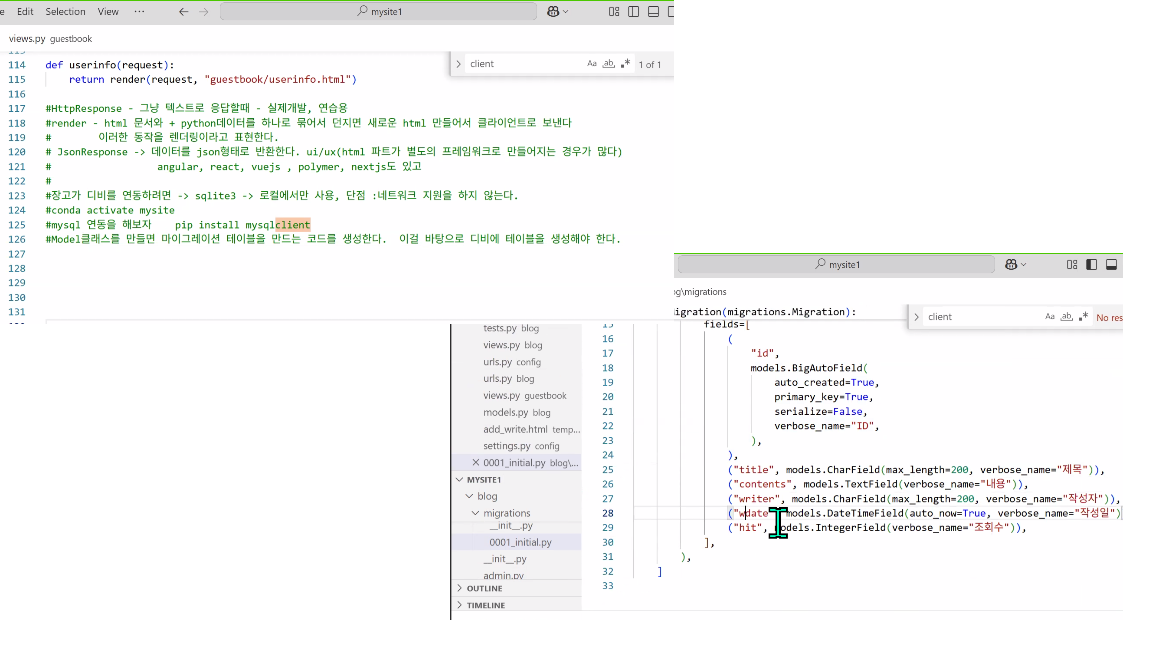 e Edit Selection View ··· mysite1
views.py guestbook
113
114 def userinfo(request):
115 return render(request, "guestbook/userinfo.html")
116
117 #HttpResponse - 그냥 텍스트로 응답할때 - 실제개발, 연습용
118 #render - html 문서와 + python데이터를 하나로 묶어서 던지면 새로운 html 만들어서 클라이언트로 보낸다
119 # 이러한 동작을 렌더링이라고 표현한다.
120 # JsonResponse -> 데이터를 json형태로 반환한다. ui/ux(html 파트가 별도의 프레임워크로 만들어지는 경우가 많다)
121 # angular, react, vuejs , polymer, nextjs도 있고
122 #
123 #장고가 디비를 연동하려면 -> sqlite3 -> 로컬에서만 사용, 단점 :네트워크 지원을 하지 않는다.
124 #conda activate mysite
125 #mysql 연동을 해보자 pip install mysqlclient
126 #Model클래스를 만들면 마이그레이션 테이블을 만드는 코드를 생성한다. 이걸 바탕으로 디비에 테이블을 생성해야 한다.
127
128
129
130
131
client Aa ab 1 of 1
mysite1
og\migrations
igration(migrations.Migration):
client Aa ab No res
tests.py blog
views.py blog
urls.py config
urls.py blog
views.py guestbook
models.py blog
add_write.html temp...
settings.py config
0001_initial.py blog\...
MYSITE1
blog
migrations
__init__.py
0001_initial.py
__init__.py
admin.py
OUTLINE
TIMELINE
15 fields=[
16 (
17 "id",
18 models.BigAutoField(
19 auto_created=True,
20 primary_key=True,
21 serialize=False,
22 verbose_name="ID",
23 ),
24 ),
25 ("title", models.CharField(max_length=200, verbose_name="제목")),
26 ("contents", models.TextField(verbose_name="내용")),
27 ("writer", models.CharField(max_length=200, verbose_name="작성자")),
28 ("wdate", models.DateTimeField(auto_now=True, verbose_name="작성일")
29 ("hit", models.IntegerField(verbose_name="조회수")),
30 ],
31 ),
32 ]
33